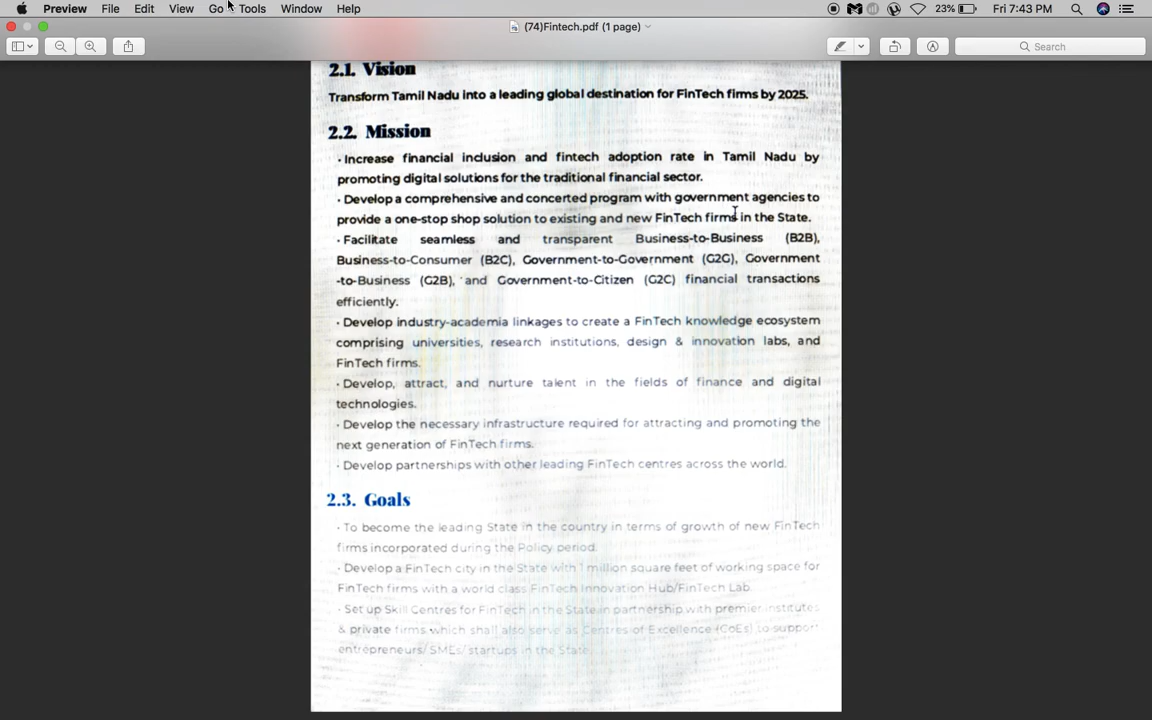 Preview File Edit View Go Tools Window Help 23% Fri 7:43 PM
(74)Fintech.pdf (1 page)
Search
2.1. Vision
Transform Tamil Nadu into a leading global destination for FinTech firms by 2025.
2.2. Mission
· Increase financial inclusion and fintech adoption rate in Tamil Nadu by
promoting digital solutions for the traditional financial sector.
· Develop a comprehensive and concerted program with government agencies to
provide a one-stop shop solution to existing and new FinTech firms in the State.
· Facilitate seamless and transparent Business-to-Business (B2B),
Business-to-Consumer (B2C), Government-to-Government (G2G), Government
-to-Business (G2B), and Government-to-Citizen (G2C) financial transactions
efficiently.
· Develop industry-academia linkages to create a FinTech knowledge ecosystem
comprising universities, research institutions, design & innovation labs, and
FinTech firms.
· Develop, attract, and nurture talent in the fields of finance and digital
technologies.
· Develop the necessary infrastructure required for attracting and promoting the
next generation of FinTech firms.
· Develop partnerships with other leading FinTech centres across the world.
2.3. Goals
· To become the leading State in the country in terms of growth of new FinTech
firms incorporated during the Policy period.
· Develop a FinTech city in the State with 1 million square feet of working space for
FinTech firms with a world class FinTech Innovation Hub/FinTech Lab.
· Set up Skill Centres for FinTech in the State in partnership with premier institutes
& private firms which shall also serve as Centres of Excellence (CoEs) to support
entrepreneurs/ SMEs/ startups in the State.